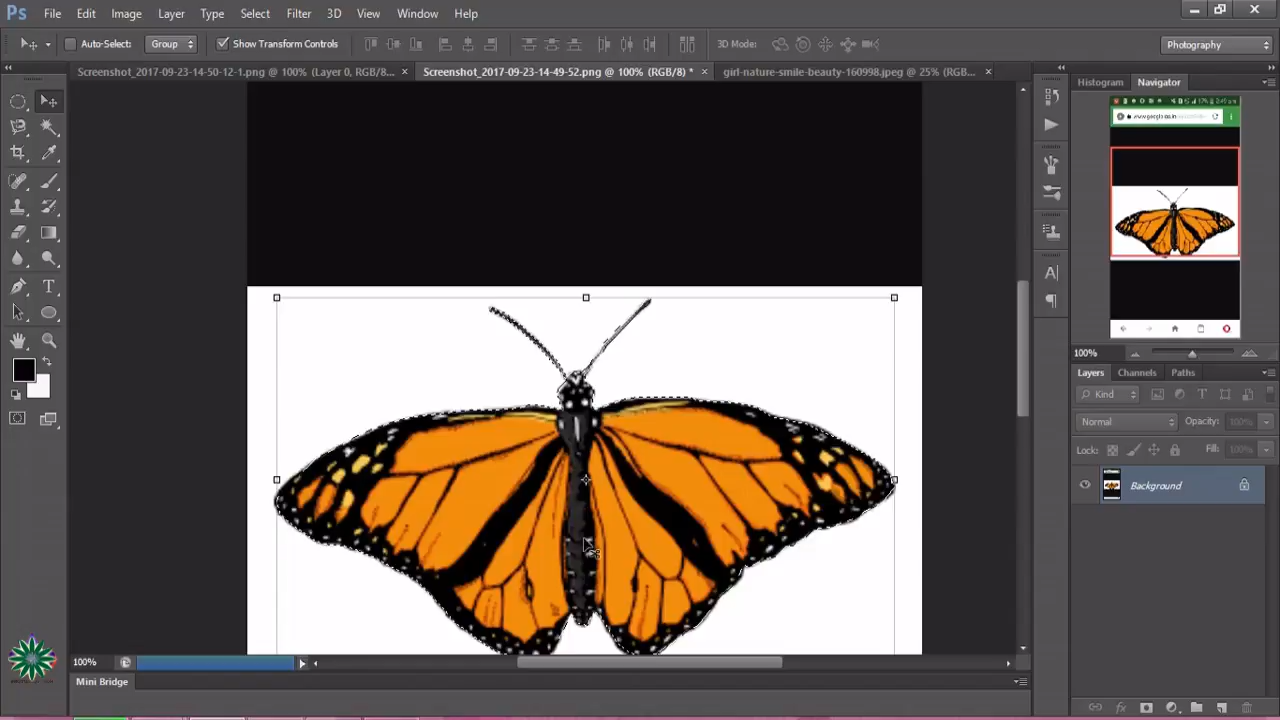 Ps File Edit Image Layer Type Select Filter 3D View Window Help
Auto-Select: Group Show Transform Controls 3D Mode: Photography
Screenshot_2017-09-23-14-50-12-1.png @ 100% (Layer 0, RGB/8... × Screenshot_2017-09-23-14-49-52.png @ 100% (RGB/8) * × girl-nature-smile-beauty-160998.jpeg @ 25% (RGB... ×
Histogram Navigator
100%
Layers Channels Paths
Kind
Normal Opacity: 100%
Lock: Fill: 100%
Background
100%
Mini Bridge